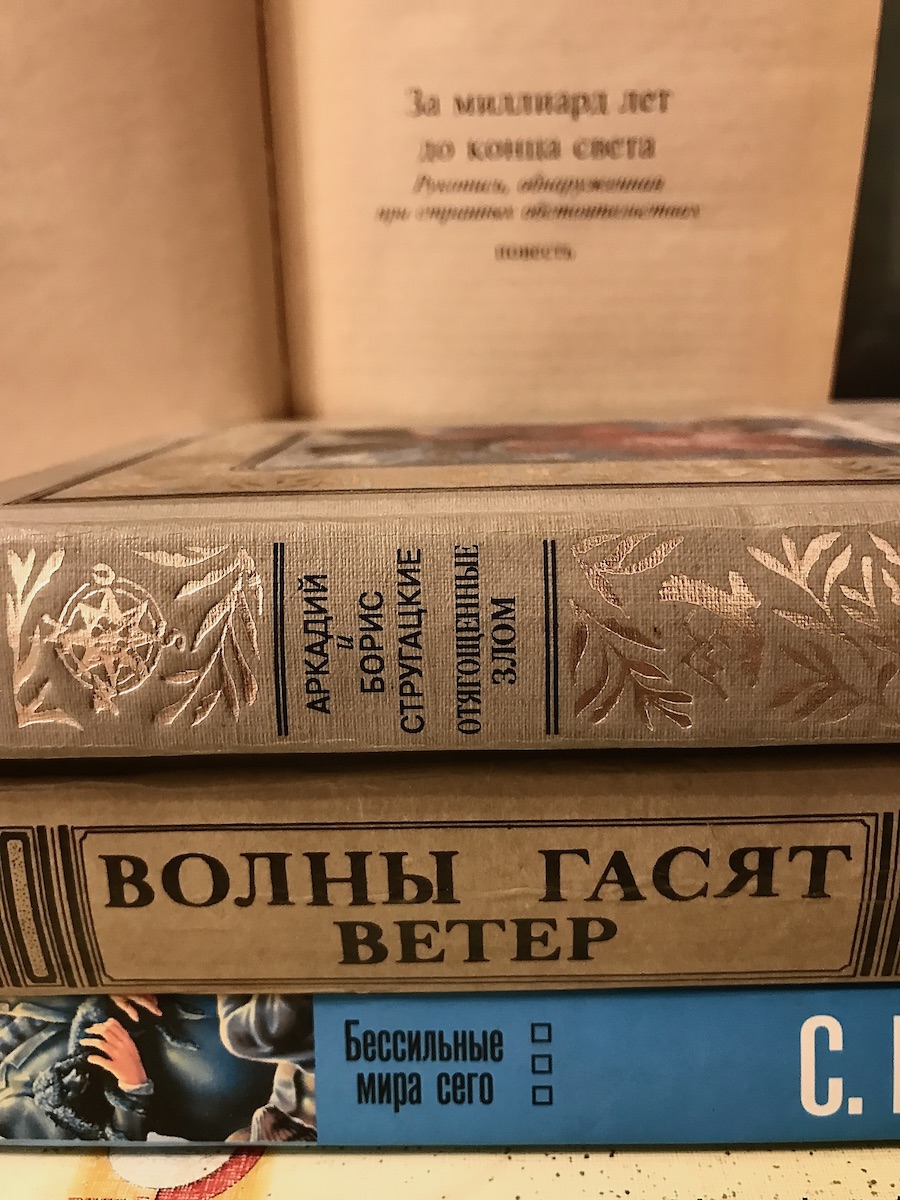 За миллиард лет
до конца света
Рукопись, обнаруженная
при странных обстоятельствах
повесть
АРКАДИЙ
и
БОРИС
СТРУГАЦКИЕ
ОТЯГОЩЕННЫЕ
ЗЛОМ
ВОЛНЫ ГАСЯТ
ВЕТЕР
Бессильные
мира сего
С.